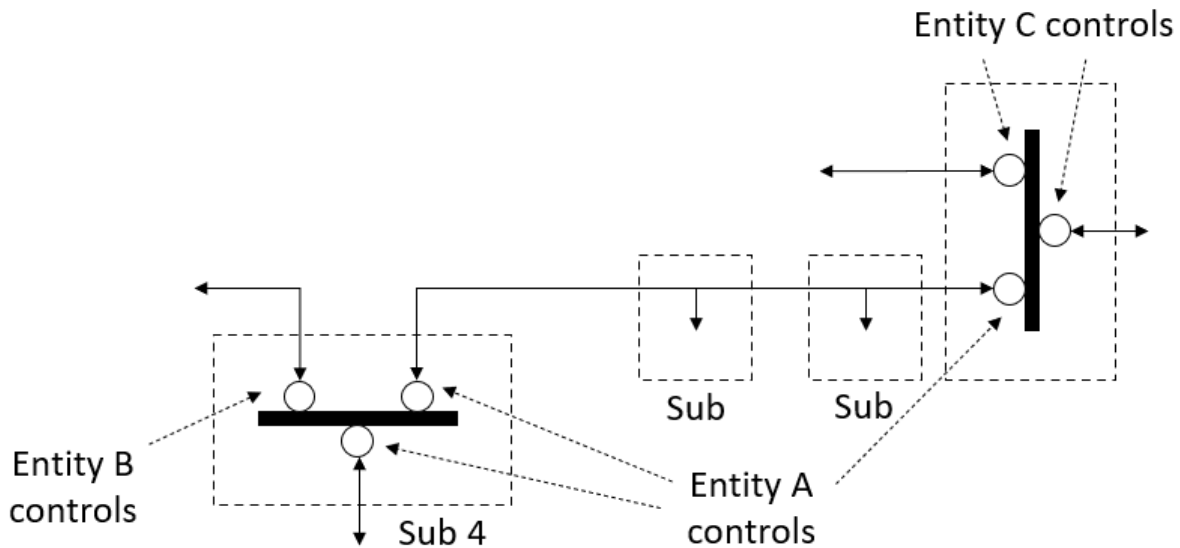 Entity C controls
Sub
Sub
Entity B
controls
Entity A
controls
Sub 4